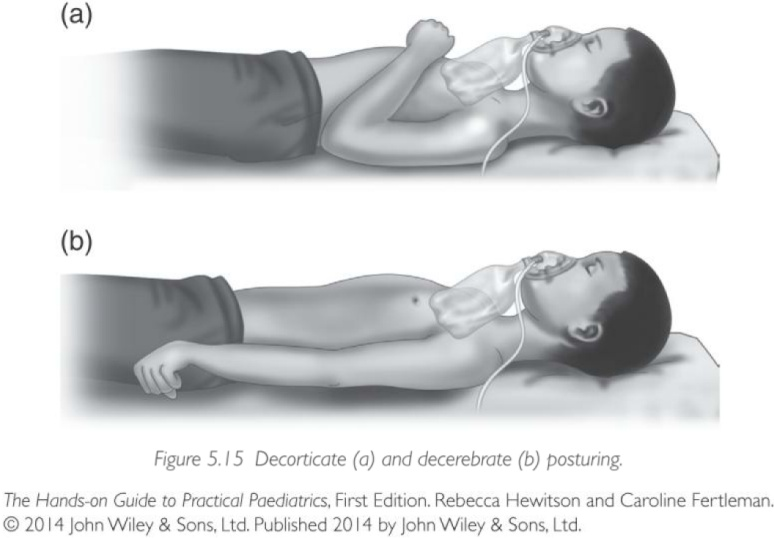 (a)
(b)
Figure 5.15 Decorticate (a) and decerebrate (b) posturing.
The Hands-on Guide to Practical Paediatrics, First Edition. Rebecca Hewitson and Caroline Fertleman.
© 2014 John Wiley & Sons, Ltd. Published 2014 by John Wiley & Sons, Ltd.